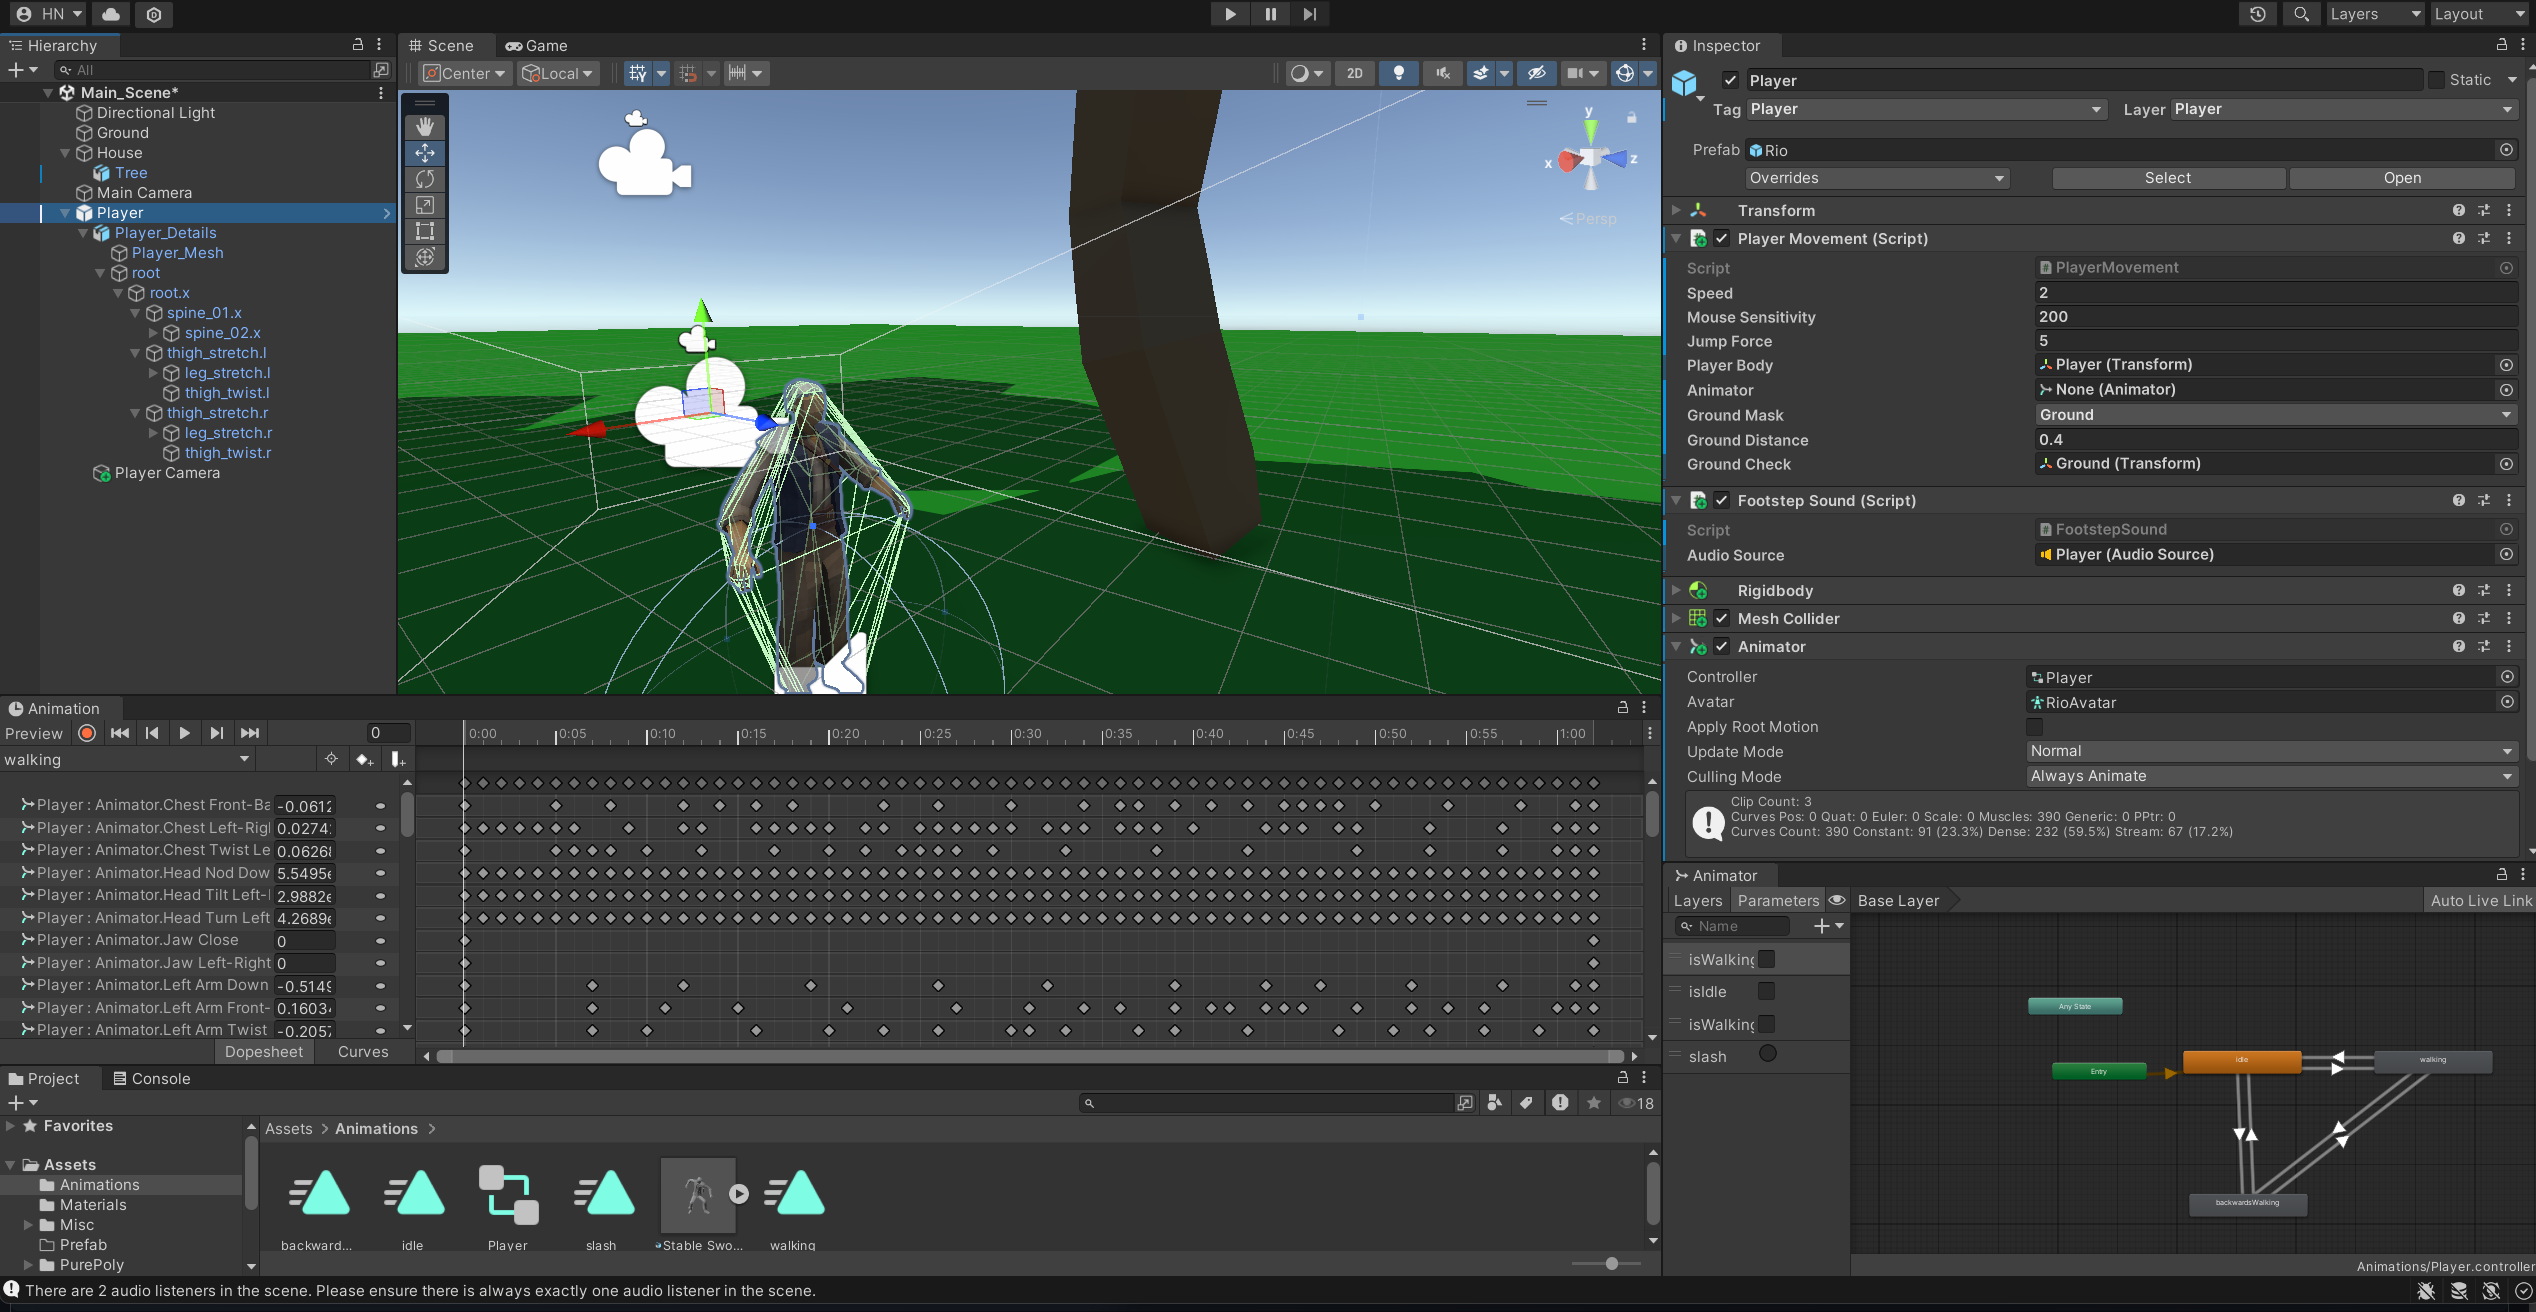 HN
Layers
Layout
Hierarchy
All
Main_Scene*
Directional Light
Ground
House
Tree
Main Camera
Player
Player_Details
Player_Mesh
root
root.x
spine_01.x
spine_02.x
thigh_stretch.l
leg_stretch.l
thigh_twist.l
thigh_stretch.r
leg_stretch.r
thigh_twist.r
Player Camera
Scene
Game
Center
Local
2D
y
x
z
Persp
Inspector
Player
Static
Tag Player
Layer Player
Prefab Rio
Overrides
Select
Open
Transform
Player Movement (Script)
Script PlayerMovement
Speed 2
Mouse Sensitivity 200
Jump Force 5
Player Body Player (Transform)
Animator None (Animator)
Ground Mask Ground
Ground Distance 0.4
Ground Check Ground (Transform)
Footstep Sound (Script)
Script FootstepSound
Audio Source Player (Audio Source)
Rigidbody
Mesh Collider
Animator
Controller Player
Avatar RioAvatar
Apply Root Motion
Update Mode Normal
Culling Mode Always Animate
Clip Count: 3
Curves Pos: 0 Quat: 0 Euler: 0 Scale: 0 Muscles: 390 Generic: 0 PPtr: 0
Curves Count: 390 Constant: 91 (23.3%) Dense: 232 (59.5%) Stream: 67 (17.2%)
Animation
Preview
0
0:00 0:05 0:10 0:15 0:20 0:25 0:30 0:35 0:40 0:45 0:50 0:55 1:00
walking
Player : Animator.Chest Front-Ba -0.0612
Player : Animator.Chest Left-Rig 0.0274
Player : Animator.Chest Twist Le 0.0626
Player : Animator.Head Nod Dow 5.5495e
Player : Animator.Head Tilt Left- 2.9882e
Player : Animator.Head Turn Left 4.2689e
Player : Animator.Jaw Close 0
Player : Animator.Jaw Left-Right 0
Player : Animator.Left Arm Down -0.5149
Player : Animator.Left Arm Front- 0.1603
Player : Animator.Left Arm Twist -0.2057
Dopesheet
Curves
Project
Console
18
Favorites
Assets
Animations
Materials
Misc
Prefab
PurePoly
Assets > Animations >
backward...
idle
Player
slash
Stable Swo...
walking
Animator
Layers
Parameters
Base Layer
Auto Live Link
Name
isWalking
isIdle
isWalking
slash
Any State
Entry
idle
walking
backwardsWalking
Animations/Player.controller
There are 2 audio listeners in the scene. Please ensure there is always exactly one audio listener in the scene.